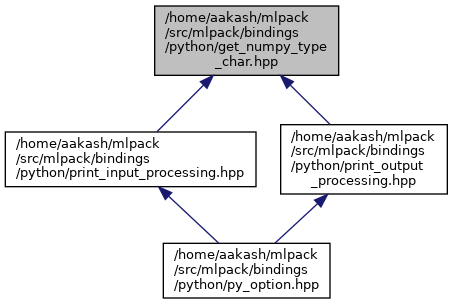 /home/aakash/mlpack
/src/mlpack/bindings
/python/get_numpy_type
_char.hpp
/home/aakash/mlpack
/src/mlpack/bindings
/python/print_input_processing.hpp
/home/aakash/mlpack
/src/mlpack/bindings
/python/print_output
_processing.hpp
/home/aakash/mlpack
/src/mlpack/bindings
/python/py_option.hpp